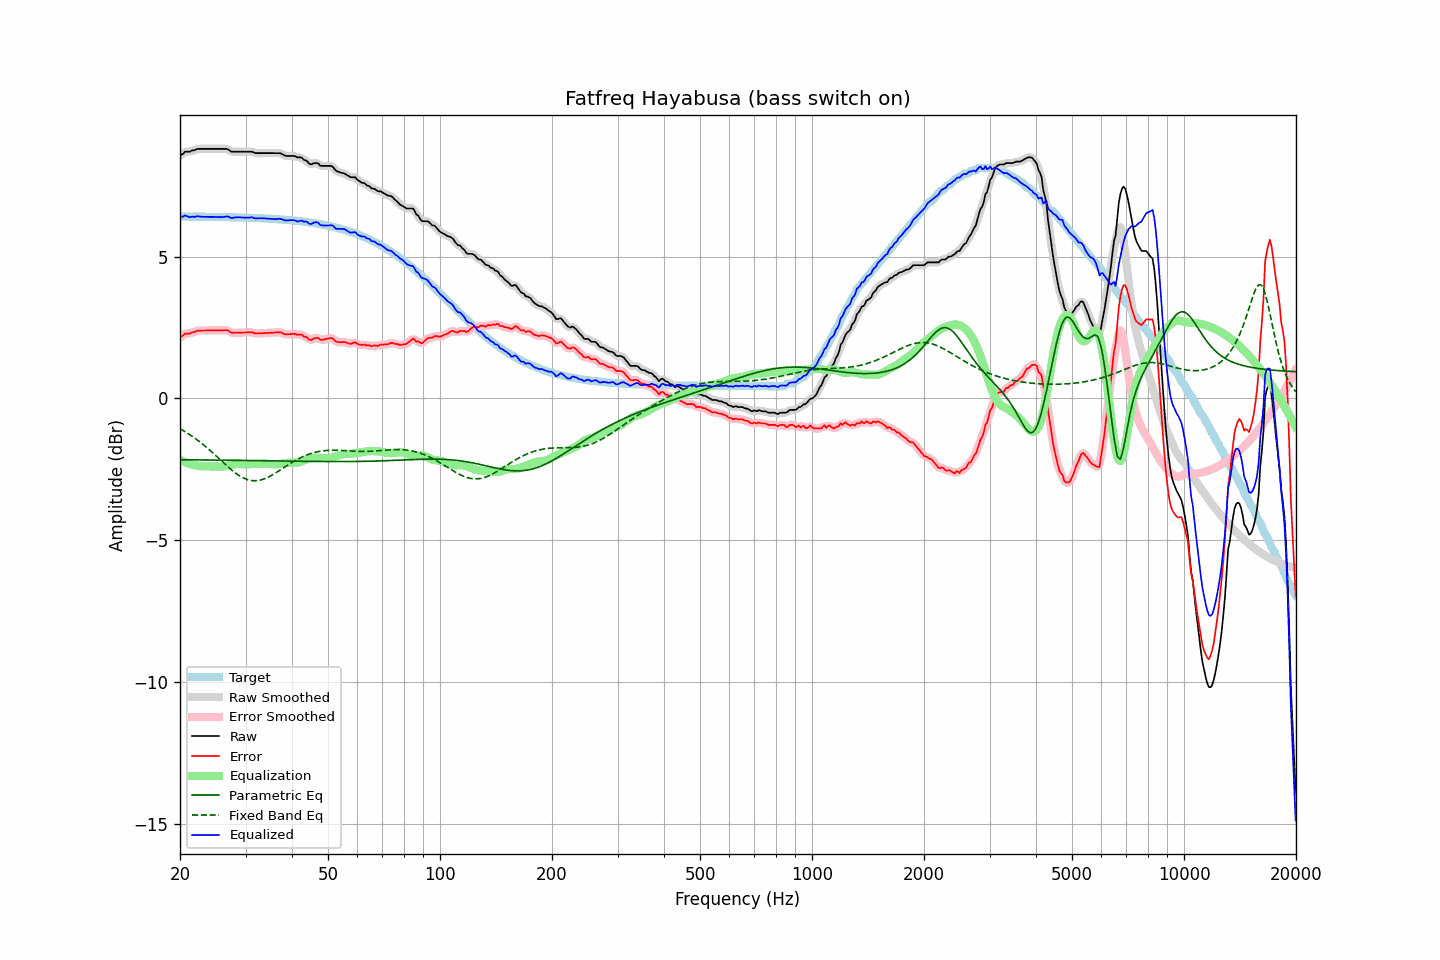 Fatfreq Hayabusa (bass switch on)
Amplitude (dBr)
5
0
−5
−10
−15
Target
Raw Smoothed
Error Smoothed
Raw
Error
Equalization
Parametric Eq
Fixed Band Eq
Equalized
20 50 100 200 500 1000 2000 5000 10000 20000
Frequency (Hz)